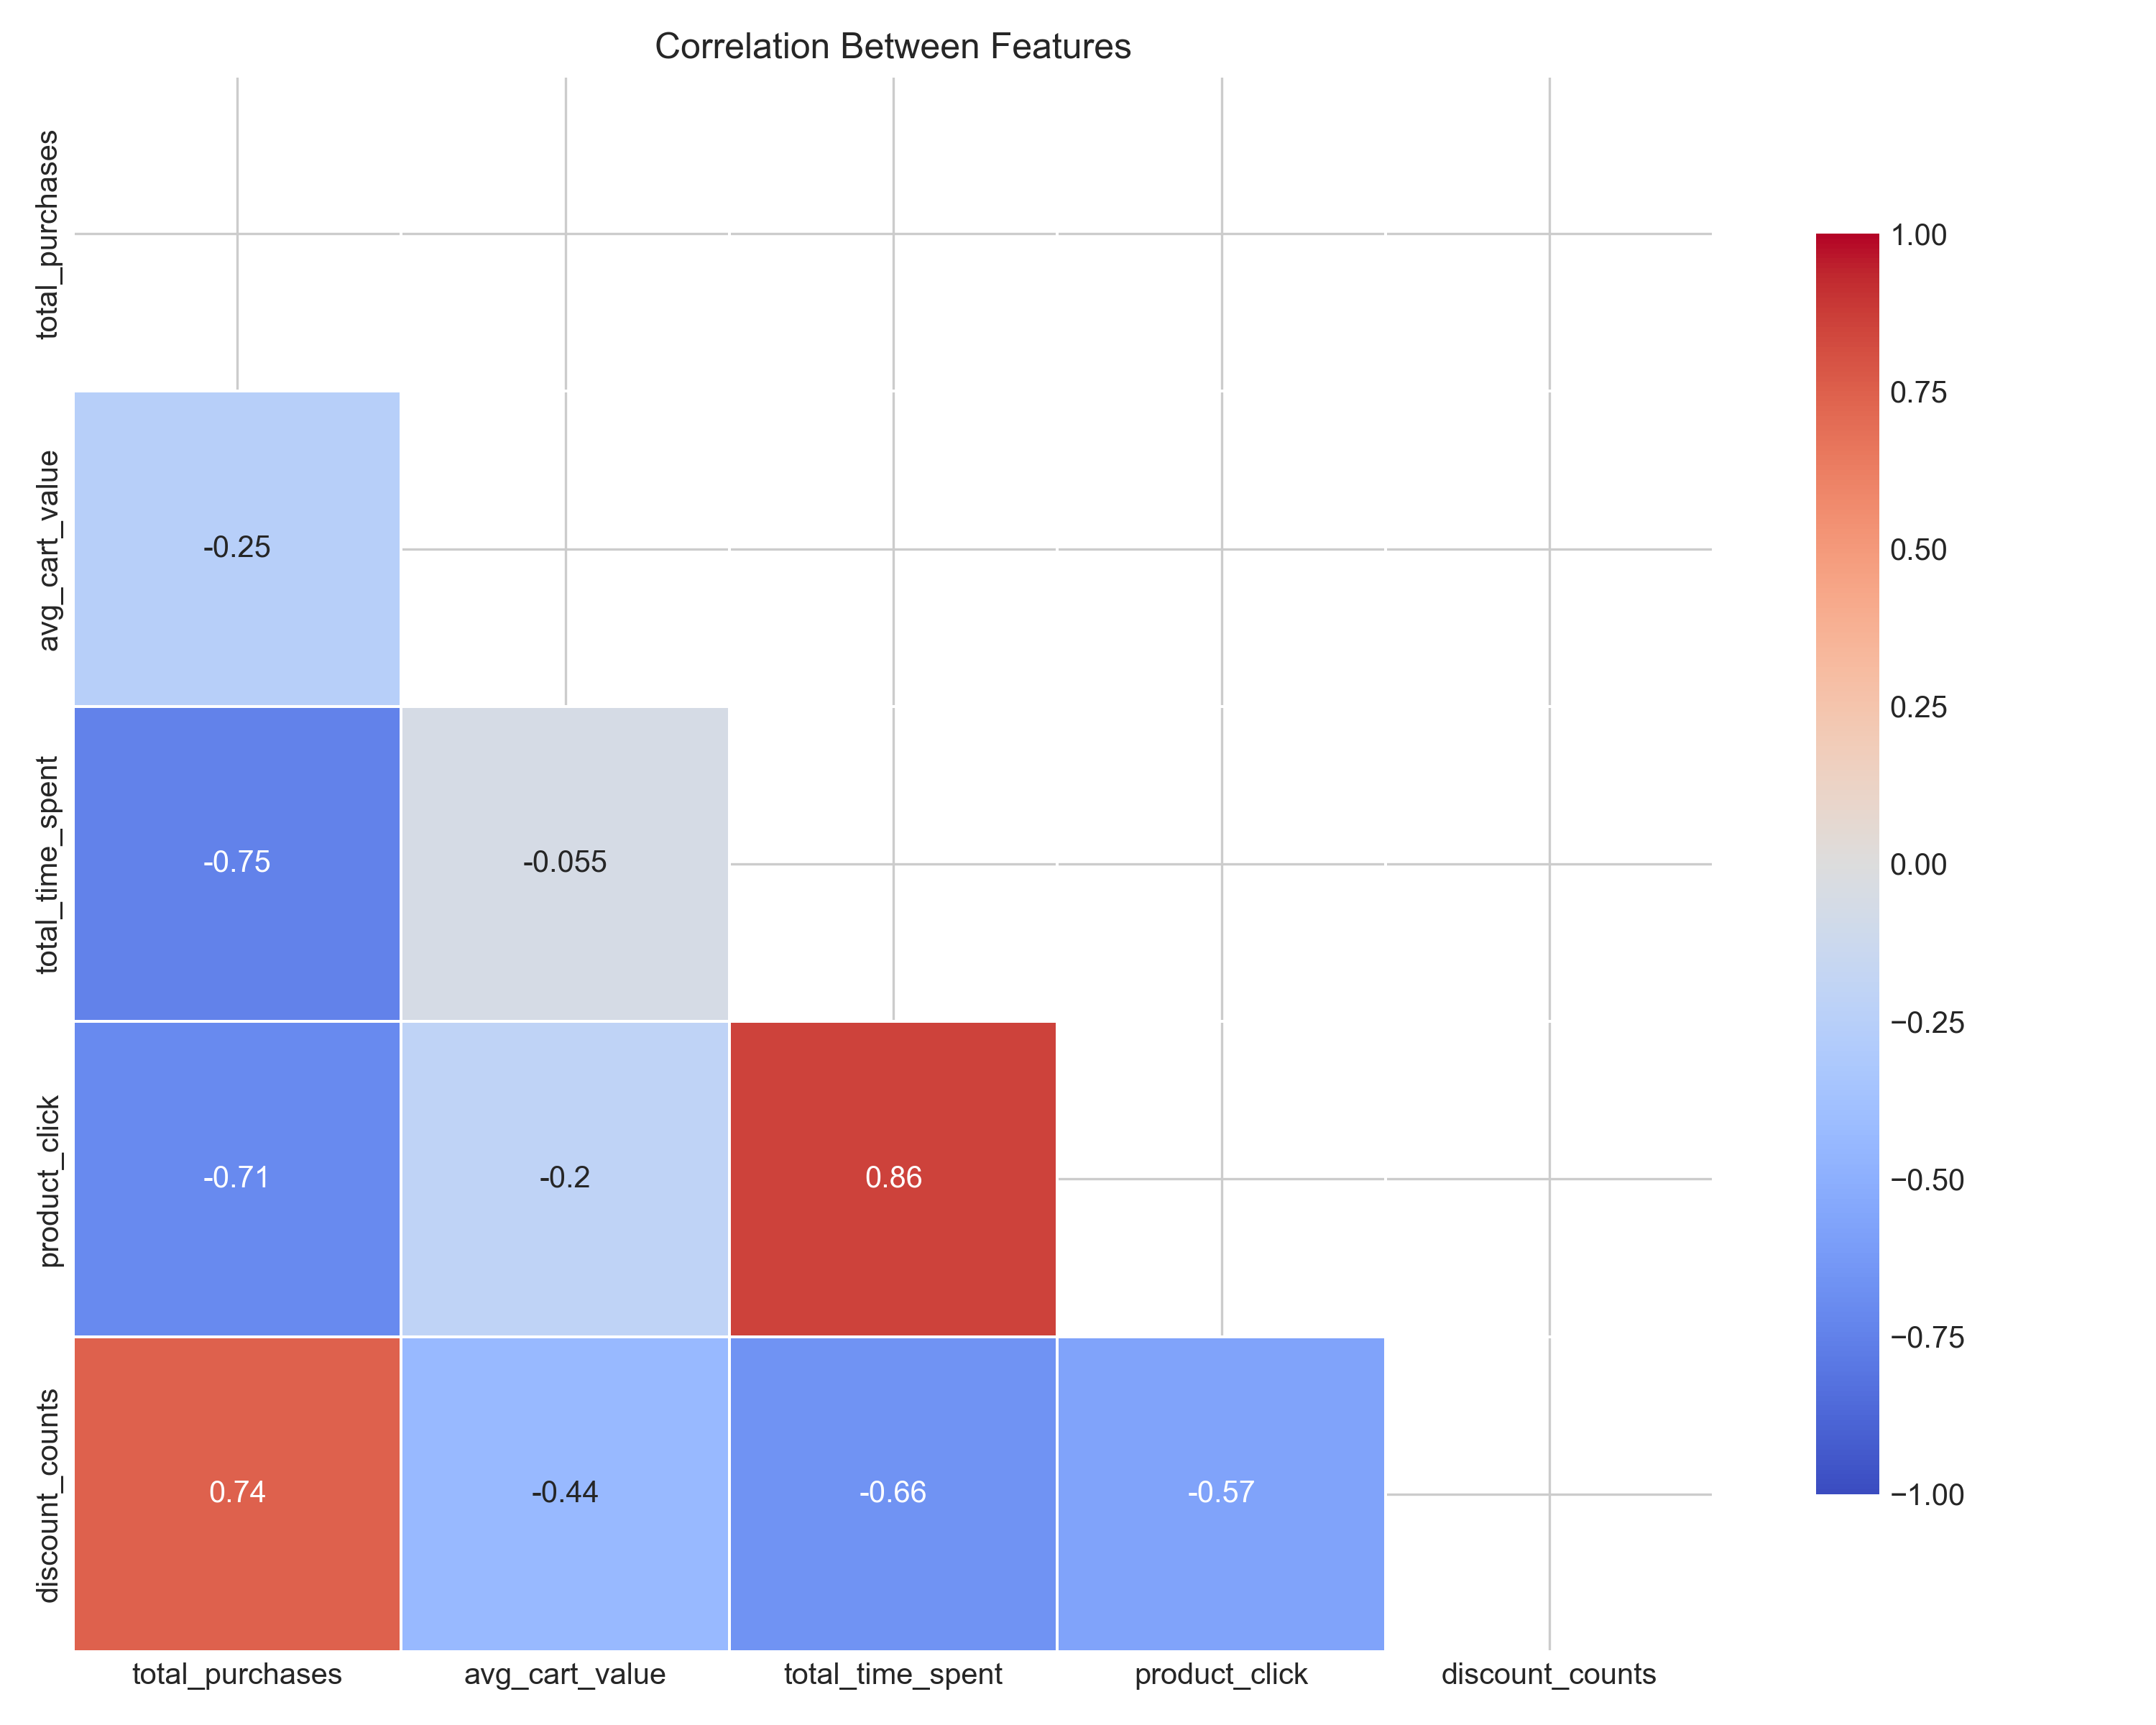 Correlation Between Features
total_purchases
avg_cart_value
total_time_spent
product_click
discount_counts
-0.25
-0.75 -0.055
-0.71 -0.2 0.86
0.74 -0.44 -0.66 -0.57
total_purchases avg_cart_value total_time_spent product_click discount_counts
1.00
0.75
0.50
0.25
0.00
−0.25
−0.50
−0.75
−1.00